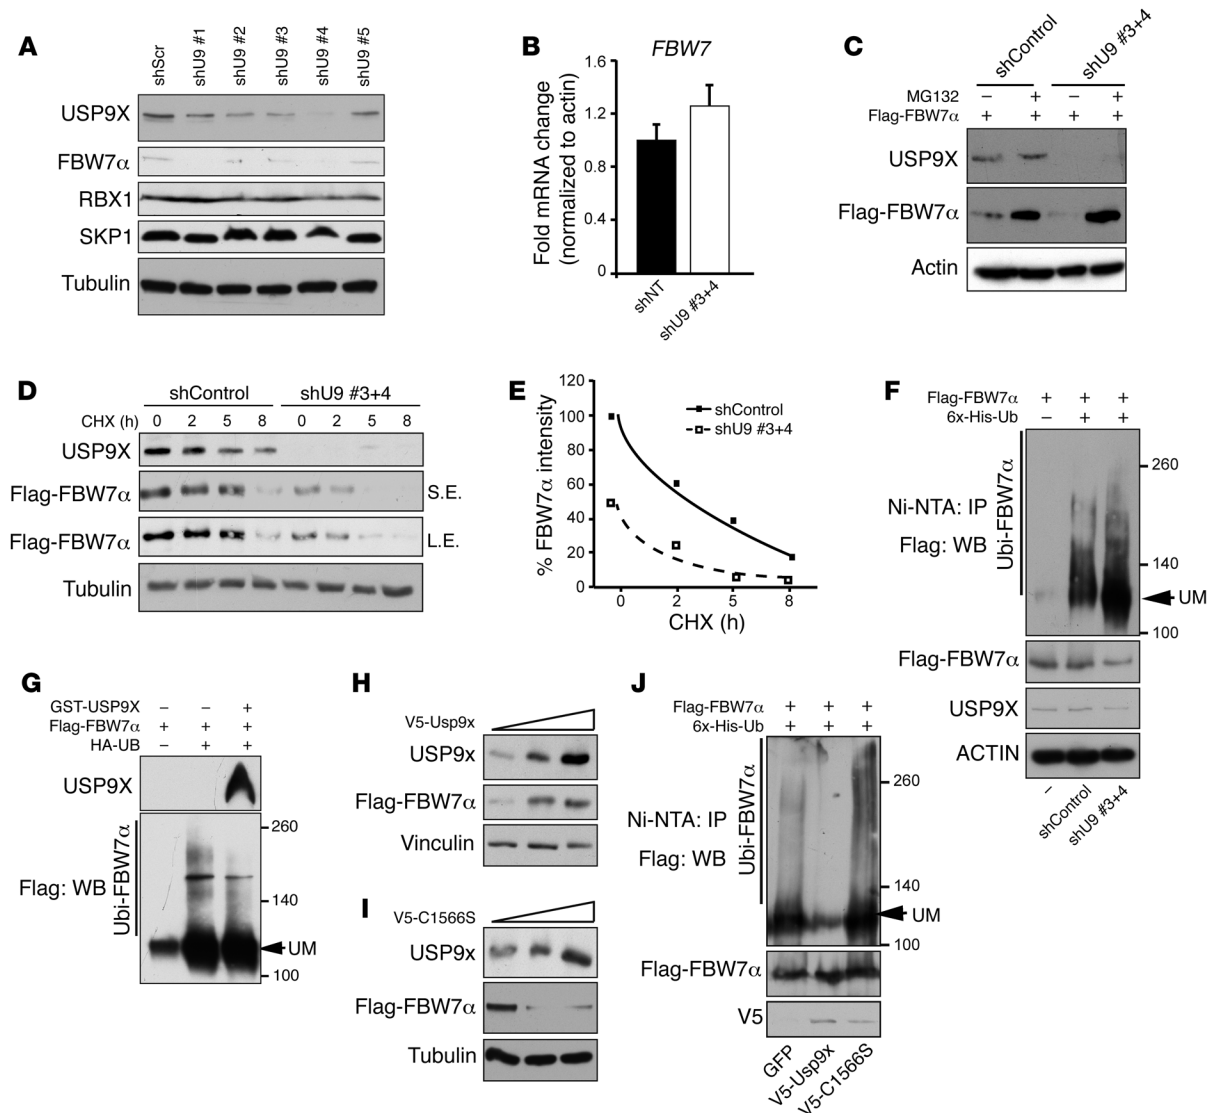 A
shScr
shU9 #1
shU9 #2
shU9 #3
shU9 #4
shU9 #5
USP9X
FBW7α
RBX1
SKP1
Tubulin
B
FBW7
Fold mRNA change
(normalized to actin)
1.6
1.2
0.8
0.4
0
shNT
shU9 #3+4
C
shControl
shU9 #3+4
MG132 – + – +
Flag-FBW7α + + + +
USP9X
Flag-FBW7α
Actin
D
shControl shU9 #3+4
CHX (h) 0 2 5 8 0 2 5 8
USP9X
Flag-FBW7α S.E.
Flag-FBW7α L.E.
Tubulin
E
% FBW7α intensity
120
100
80
60
40
20
0
shControl
shU9 #3+4
0 2 5 8
CHX (h)
F
Flag-FBW7α + + +
6x-His-Ub – + +
Ni-NTA: IP
Flag: WB
Ubi-FBW7α
260
140
UM
100
Flag-FBW7α
USP9X
ACTIN
–
shControl
shU9 #3+4
G
GST-USP9X – – +
Flag-FBW7α + + +
HA-UB – + +
USP9X
Flag: WB
Ubi-FBW7α
260
140
UM
100
H
V5-Usp9x
USP9x
Flag-FBW7α
Vinculin
I
V5-C1566S
USP9x
Flag-FBW7α
Tubulin
J
Flag-FBW7α + + +
6x-His-Ub + + +
Ni-NTA: IP
Flag: WB
Ubi-FBW7α
260
140
UM
100
Flag-FBW7α
V5
GFP
V5-Usp9x
V5-C1566S